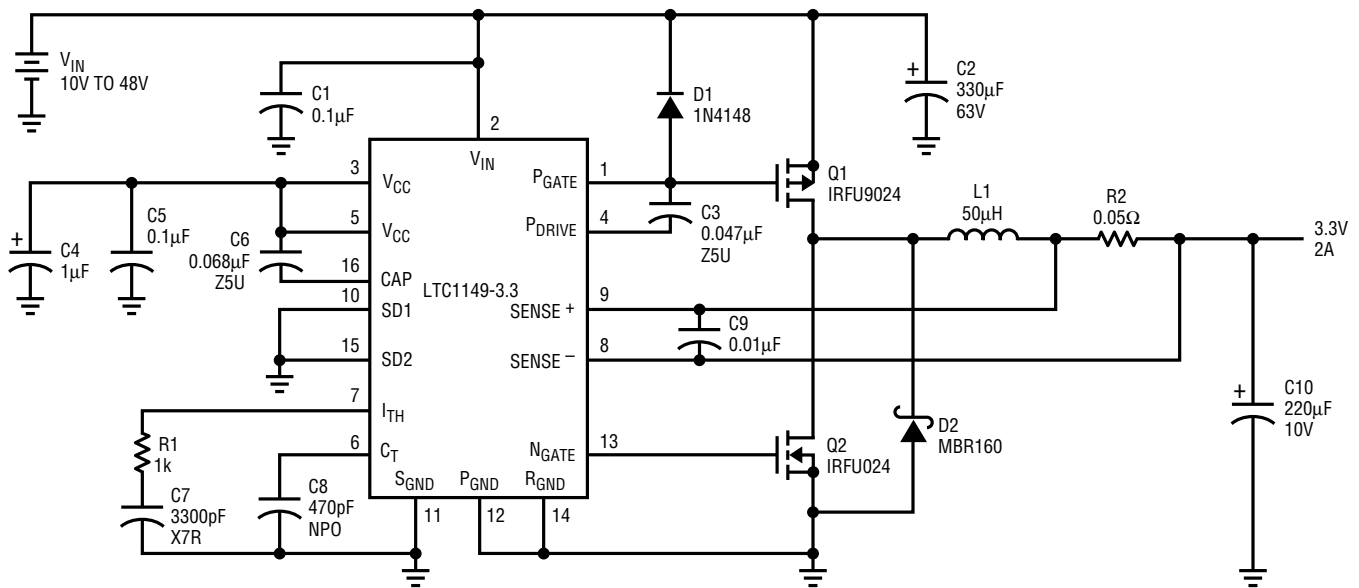 V_IN
10V TO 48V
C1
0.1µF
2
V_IN
D1
1N4148
C2
330µF
63V
+
3
V_CC
P_GATE
1
Q1
IRFU9024
L1
50µH
R2
0.05Ω
3.3V
2A
C4
1µF
+
C5
0.1µF
C6
0.068µF
Z5U
5
V_CC
P_DRIVE
4
C3
0.047µF
Z5U
16
CAP
LTC1149-3.3
10
SD1
SENSE +
9
C9
0.01µF
15
SD2
SENSE −
8
7
I_TH
R1
1k
6
C_T
N_GATE
13
Q2
IRFU024
D2
MBR160
+
C10
220µF
10V
C7
3300pF
X7R
C8
470pF
NPO
S_GND
P_GND
R_GND
11
12
14